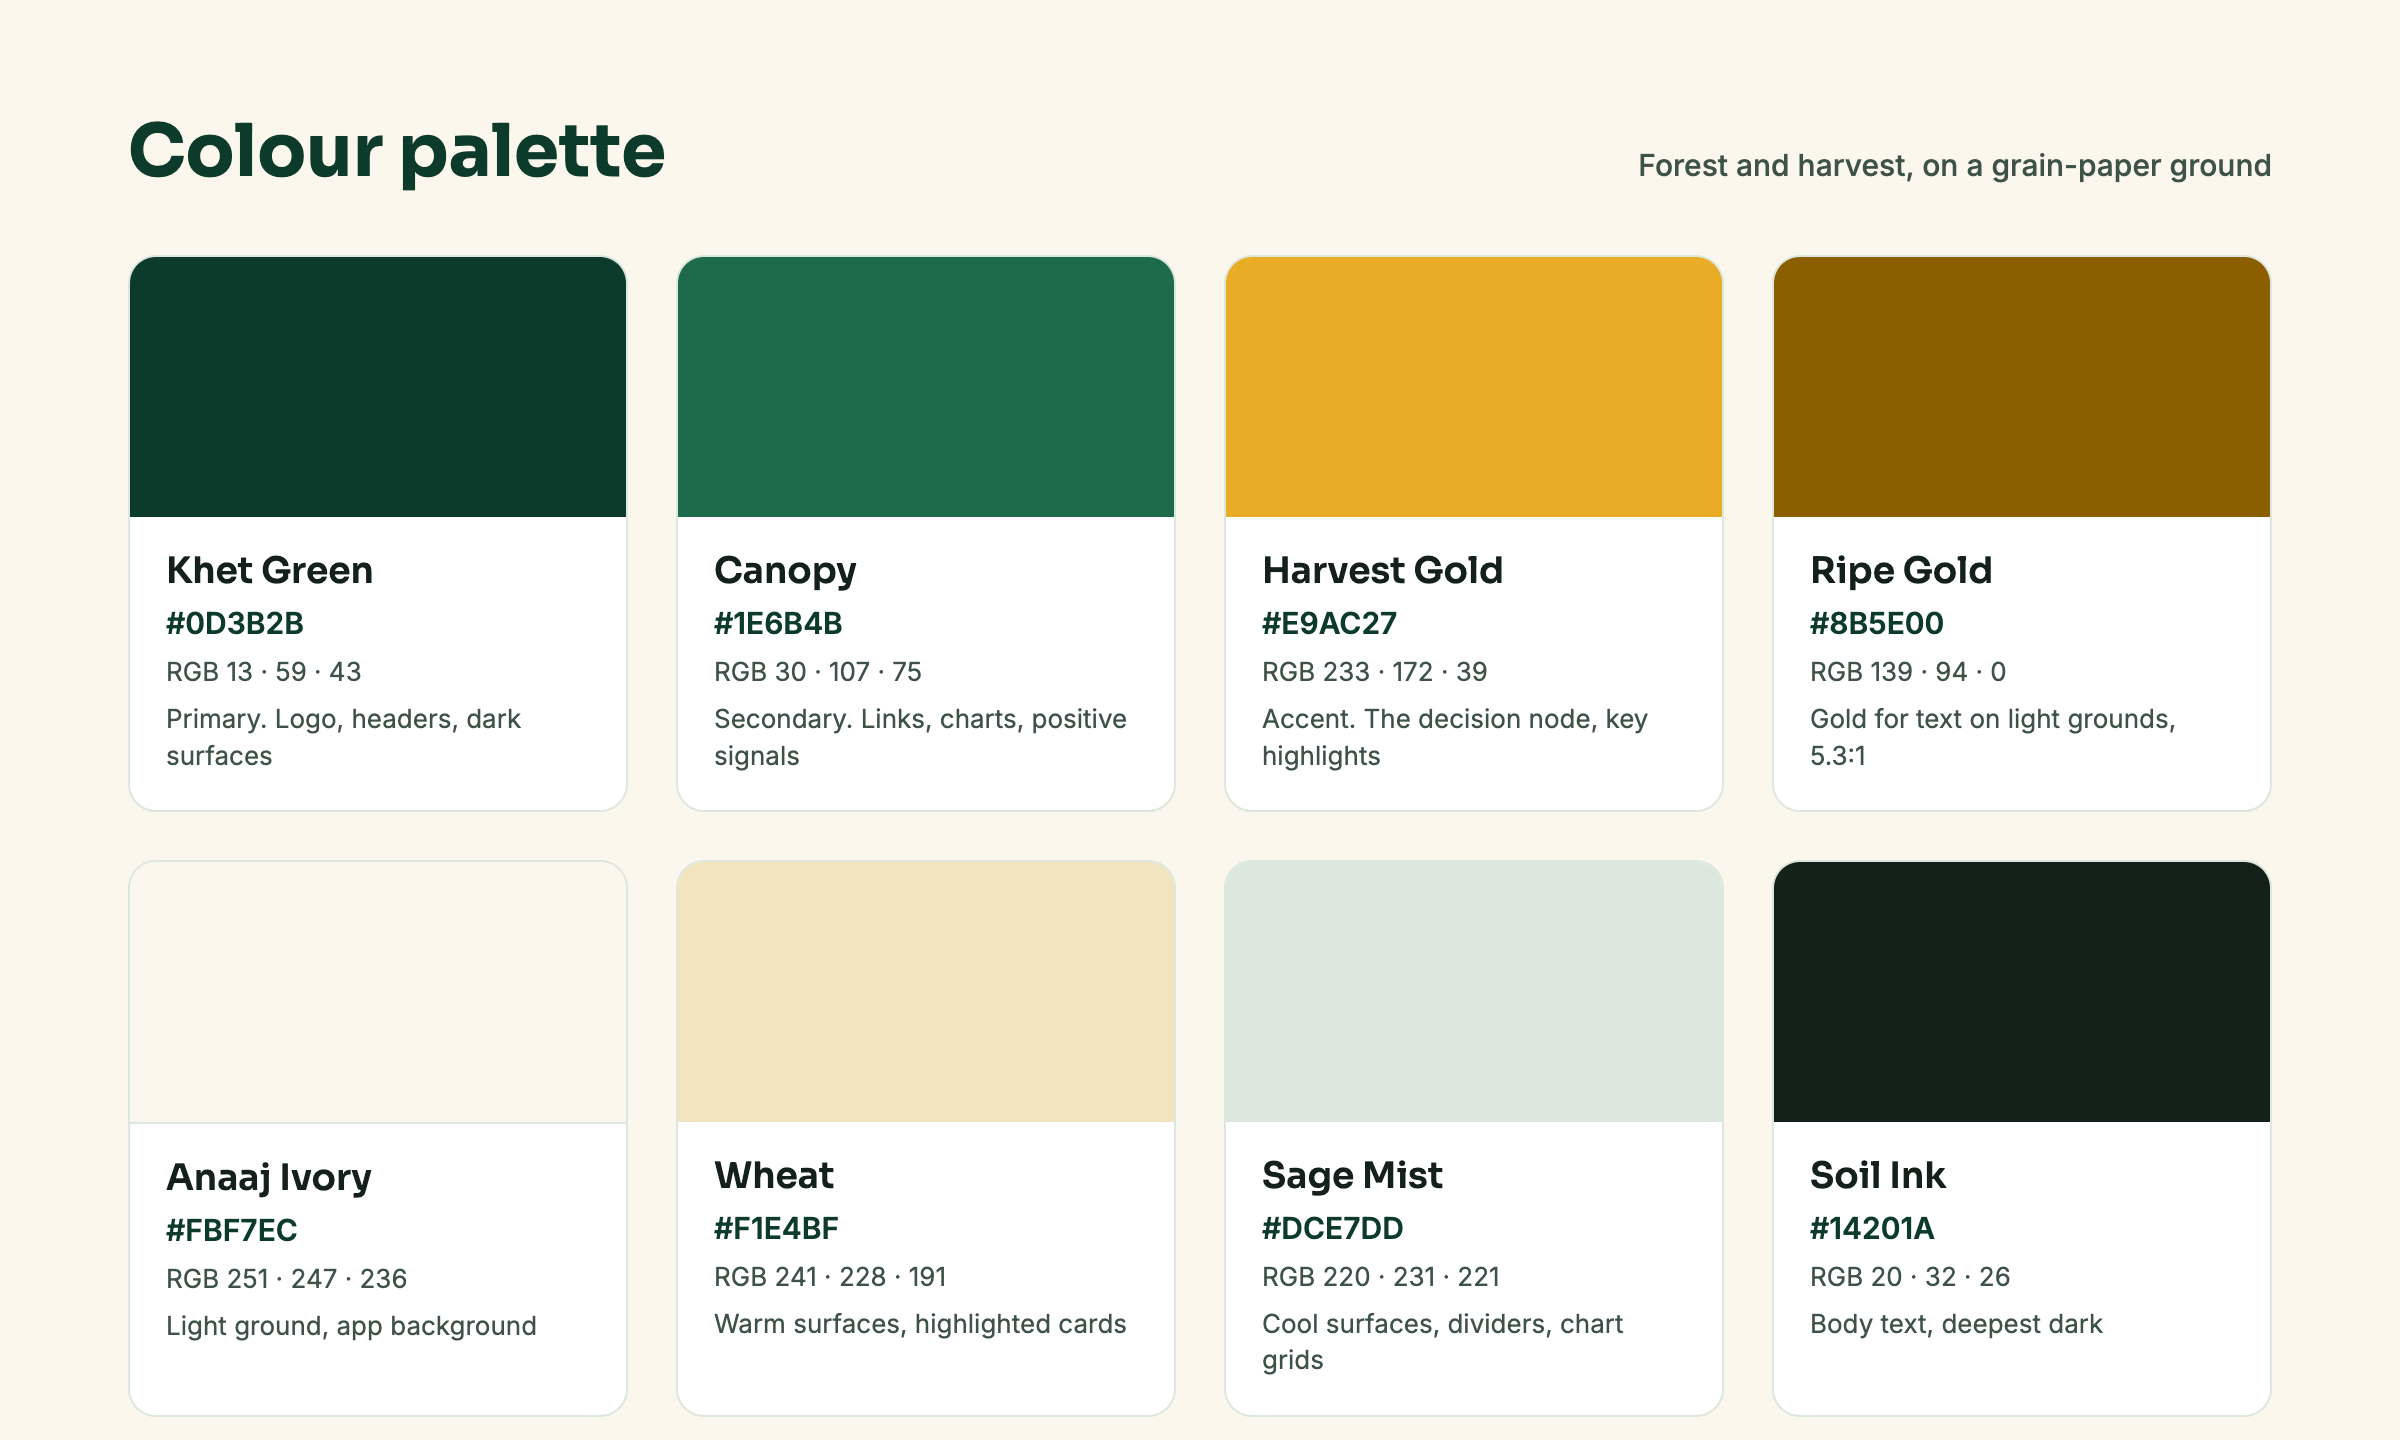 Colour palette
Forest and harvest, on a grain-paper ground
Khet Green
#0D3B2B
RGB 13 · 59 · 43
Primary. Logo, headers, dark
surfaces
Canopy
#1E6B4B
RGB 30 · 107 · 75
Secondary. Links, charts, positive
signals
Harvest Gold
#E9AC27
RGB 233 · 172 · 39
Accent. The decision node, key
highlights
Ripe Gold
#8B5E00
RGB 139 · 94 · 0
Gold for text on light grounds,
5.3:1
Anaaj Ivory
#FBF7EC
RGB 251 · 247 · 236
Light ground, app background
Wheat
#F1E4BF
RGB 241 · 228 · 191
Warm surfaces, highlighted cards
Sage Mist
#DCE7DD
RGB 220 · 231 · 221
Cool surfaces, dividers, chart
grids
Soil Ink
#14201A
RGB 20 · 32 · 26
Body text, deepest dark